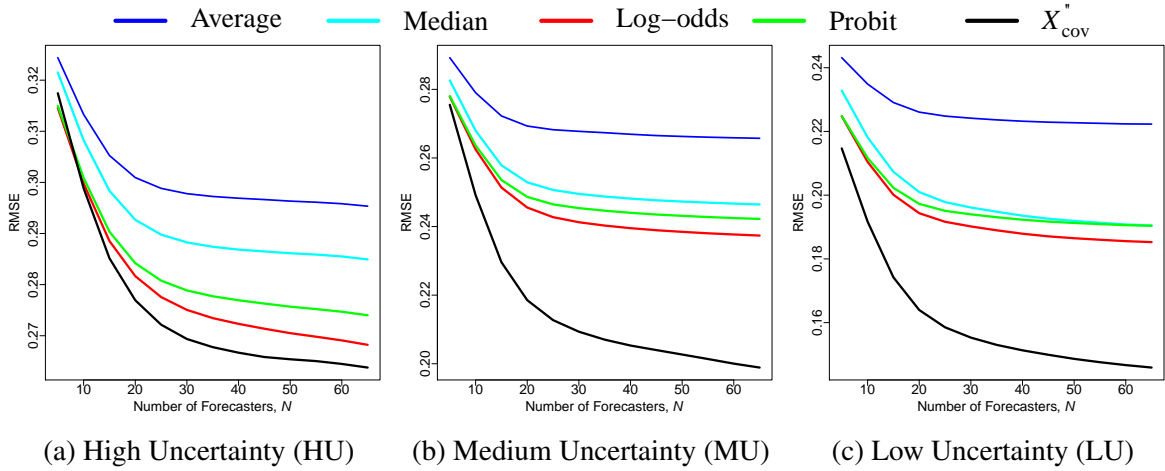 Average Median Log-odds Probit X″cov
RMSE
0.27 0.28 0.29 0.30 0.31 0.32
10 20 30 40 50 60
Number of Forecasters, N
(a) High Uncertainty (HU)
RMSE
0.20 0.22 0.24 0.26 0.28
10 20 30 40 50 60
Number of Forecasters, N
(b) Medium Uncertainty (MU)
RMSE
0.16 0.18 0.20 0.22 0.24
10 20 30 40 50 60
Number of Forecasters, N
(c) Low Uncertainty (LU)